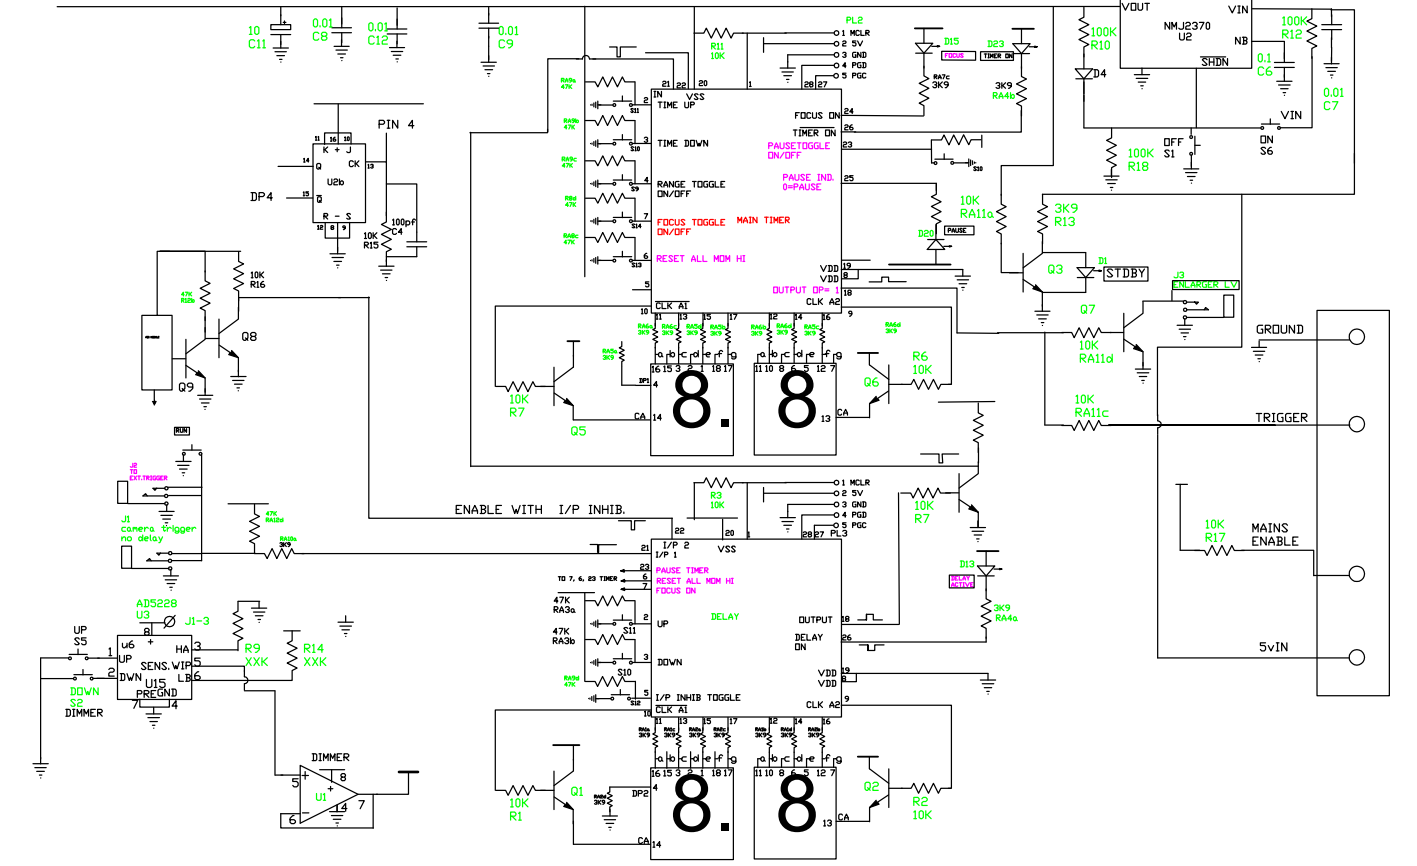 10
C11
0.01
C8
0.01
C12
0.01
C9
R11
10K
PL2
1 MCLR
2 5V
3 GND
4 PGD
5 PGC
D15
FOCUS
D23
TIMER ON
RA7c
3K9
3K9
RA4b
100K
R10
D4
VOUT
VIN
NMJ2370
U2
NB
SHDN
0.1
C6
100K
R12
0.01
C7
VIN
ON
S6
OFF
S1
100K
R18
PIN 4
11
16
10
K + J
14
Q
CK
13
U2b
15
Q
R - S
12 8 9
DP4
100pf
C4
10K
R15
RA9a
47K
RA9b
47K
RA9c
47K
R8d
47K
RA8c
47K
S11
S10
S9
S14
S13
21
22
20
1
28
27
IN
VSS
2
TIME UP
3
TIME DOWN
4
RANGE TOGGLE
ON/OFF
7
FOCUS TOGGLE
ON/OFF
MAIN TIMER
6
RESET ALL MOM HI
5
10
CLK A1
24
FOCUS ON
26
TIMER ON
23
PAUSETOGGLE
ON/OFF
25
PAUSE IND.
0=PAUSE
19
VDD
8
VDD
18
OUTPUT DP= 1
CLK A2
9
S10
D20
PAUSE
10K
RA11a
3K9
R13
Q3
D1
STDBY
Q7
J3
ENLARGER LV
10K
RA11d
10K
RA11c
GROUND
TRIGGER
10K
R17
MAINS
ENABLE
5vIN
10K
R16
47K
R12b
Q8
Q9
11 13 15 17
12 14 16
RA6a
3K9
RA6c
3K9
RA5d
3K9
RA5b
3K9
RA6b
3K9
RA6d
3K9
RA5a
3K9
a b c d e f g
a b c d e f g
16 15 3 2 1 18 17
11 10 8 6 5 12 7
DP1
4
CA
14
8.
8
13
CA
10K
R7
Q5
Q6
R6
10K
RUN
J2
TO
EXT.TRIGGER
J1
camera trigger
no delay
47K
RA12d
RA10a
3K9
ENABLE WITH I/P INHIB.
R3
10K
1 MCLR
2 5V
3 GND
4 PGD
5 PGC
PL3
10K
R7
22
20
1
28 27
I/P 2
VSS
21
I/P 1
TO 7, 6, 23 TIMER
23
PAUSE TIMER
6
RESET ALL MOM HI
7
FOCUS ON
DELAY
47K
RA3a
S11
2
UP
47K
RA3b
S10
3
DOWN
RA9d
47K
S12
5
I/P INHIB TOGGLE
10
CLK A1
OUTPUT
18
DELAY
ON
26
VDD
19
VDD
8
CLK A2
9
D13
DELAY
ACTIVE
3K9
RA4a
AD5228
U3
J1-3
8
+
u6
UP
S5
1
UP
2
DWN
DOWN
S2
DIMMER
HA
3
SENS.WIP
5
LB
6
U15
PREGND
7
4
R9
XXK
R14
XXK
DIMMER
5
+
8
+
U1
6
−
4
7
11 13 15 17
12 14 16
RA1a
3K9
RA1c
3K9
RA2a
3K9
RA2c
3K9
a b c d e f g
a b c d e f g
16 15 3 2 1 18 17
11 10 8 6 5 12 7
RA2d
3K9
DP2
4
CA
14
8.
8
13
CA
10K
R1
Q1
Q2
R2
10K